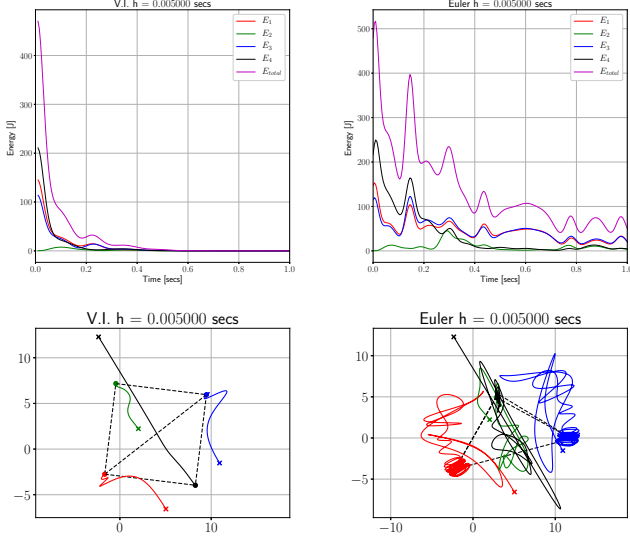 V.I. h = 0.005000 secs
E₁
E₂
E₃
E₄
E_total
Energy [J]
400
300
200
100
0
0.0 0.2 0.4 0.6 0.8 1.0
Time [secs]
Euler h = 0.005000 secs
E₁
E₂
E₃
E₄
E_total
Energy [J]
500
400
300
200
100
0
0.0 0.2 0.4 0.6 0.8 1.0
Time [secs]
V.I. h = 0.005000 secs
10
5
0
−5
0 10
Euler h = 0.005000 secs
10
5
0
−5
−10 0 10